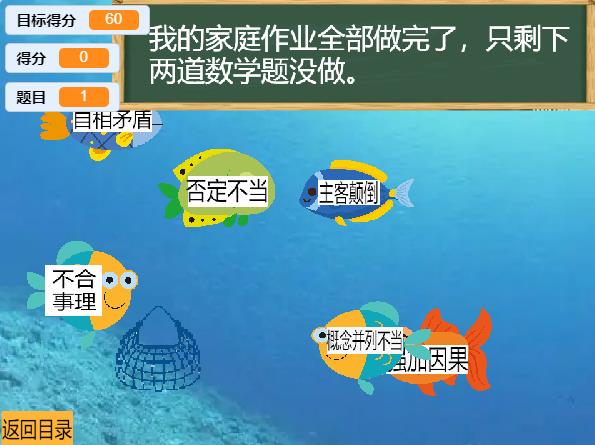 目标得分 60
得分 0
题目 1
我的家庭作业全部做完了，只剩下
两道数学题没做。
自相矛盾
否定不当
主客颠倒
不合
事理
概念并列不当
强加因果
返回目录